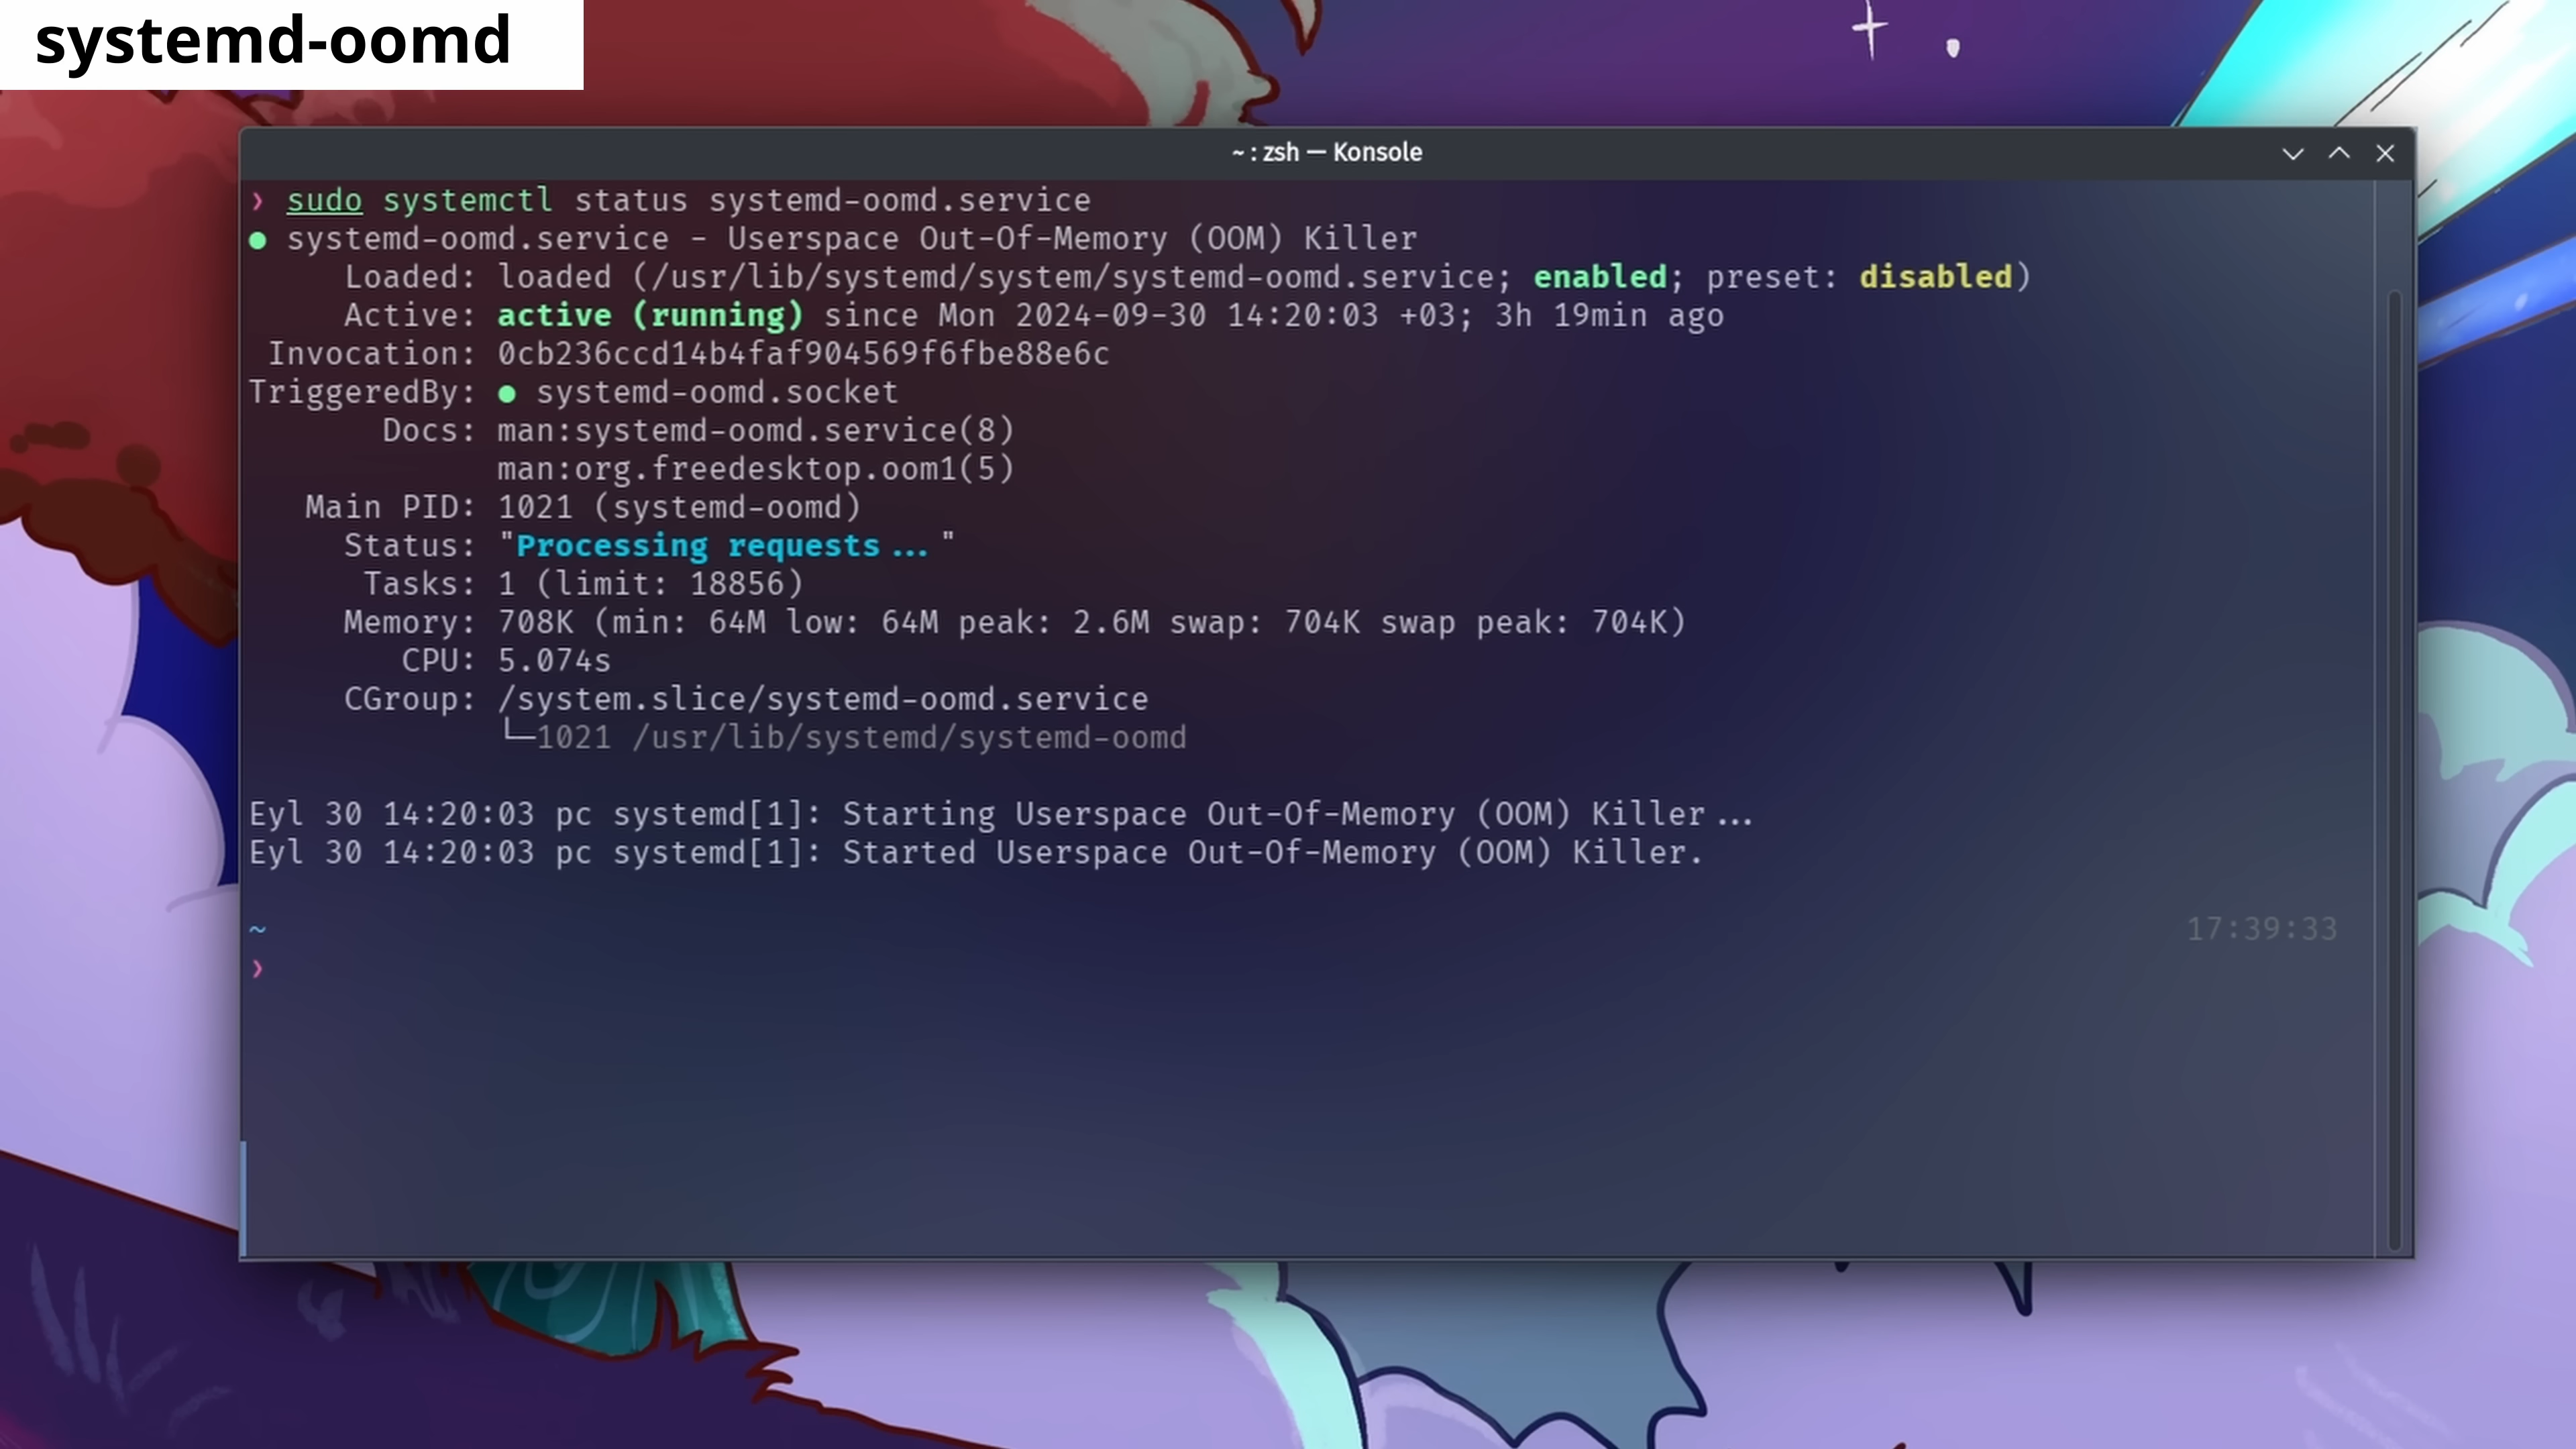 systemd-oomd
~ : zsh — Konsole
❯ sudo systemctl status systemd-oomd.service
● systemd-oomd.service - Userspace Out-Of-Memory (OOM) Killer
Loaded: loaded (/usr/lib/systemd/system/systemd-oomd.service; enabled; preset: disabled)
Active: active (running) since Mon 2024-09-30 14:20:03 +03; 3h 19min ago
Invocation: 0cb236ccd14b4faf904569f6fbe88e6c
TriggeredBy: ● systemd-oomd.socket
Docs: man:systemd-oomd.service(8)
man:org.freedesktop.oom1(5)
Main PID: 1021 (systemd-oomd)
Status: "Processing requests..."
Tasks: 1 (limit: 18856)
Memory: 708K (min: 64M low: 64M peak: 2.6M swap: 704K swap peak: 704K)
CPU: 5.074s
CGroup: /system.slice/systemd-oomd.service
└─1021 /usr/lib/systemd/systemd-oomd
Eyl 30 14:20:03 pc systemd[1]: Starting Userspace Out-Of-Memory (OOM) Killer...
Eyl 30 14:20:03 pc systemd[1]: Started Userspace Out-Of-Memory (OOM) Killer.
~ 17:39:33
❯